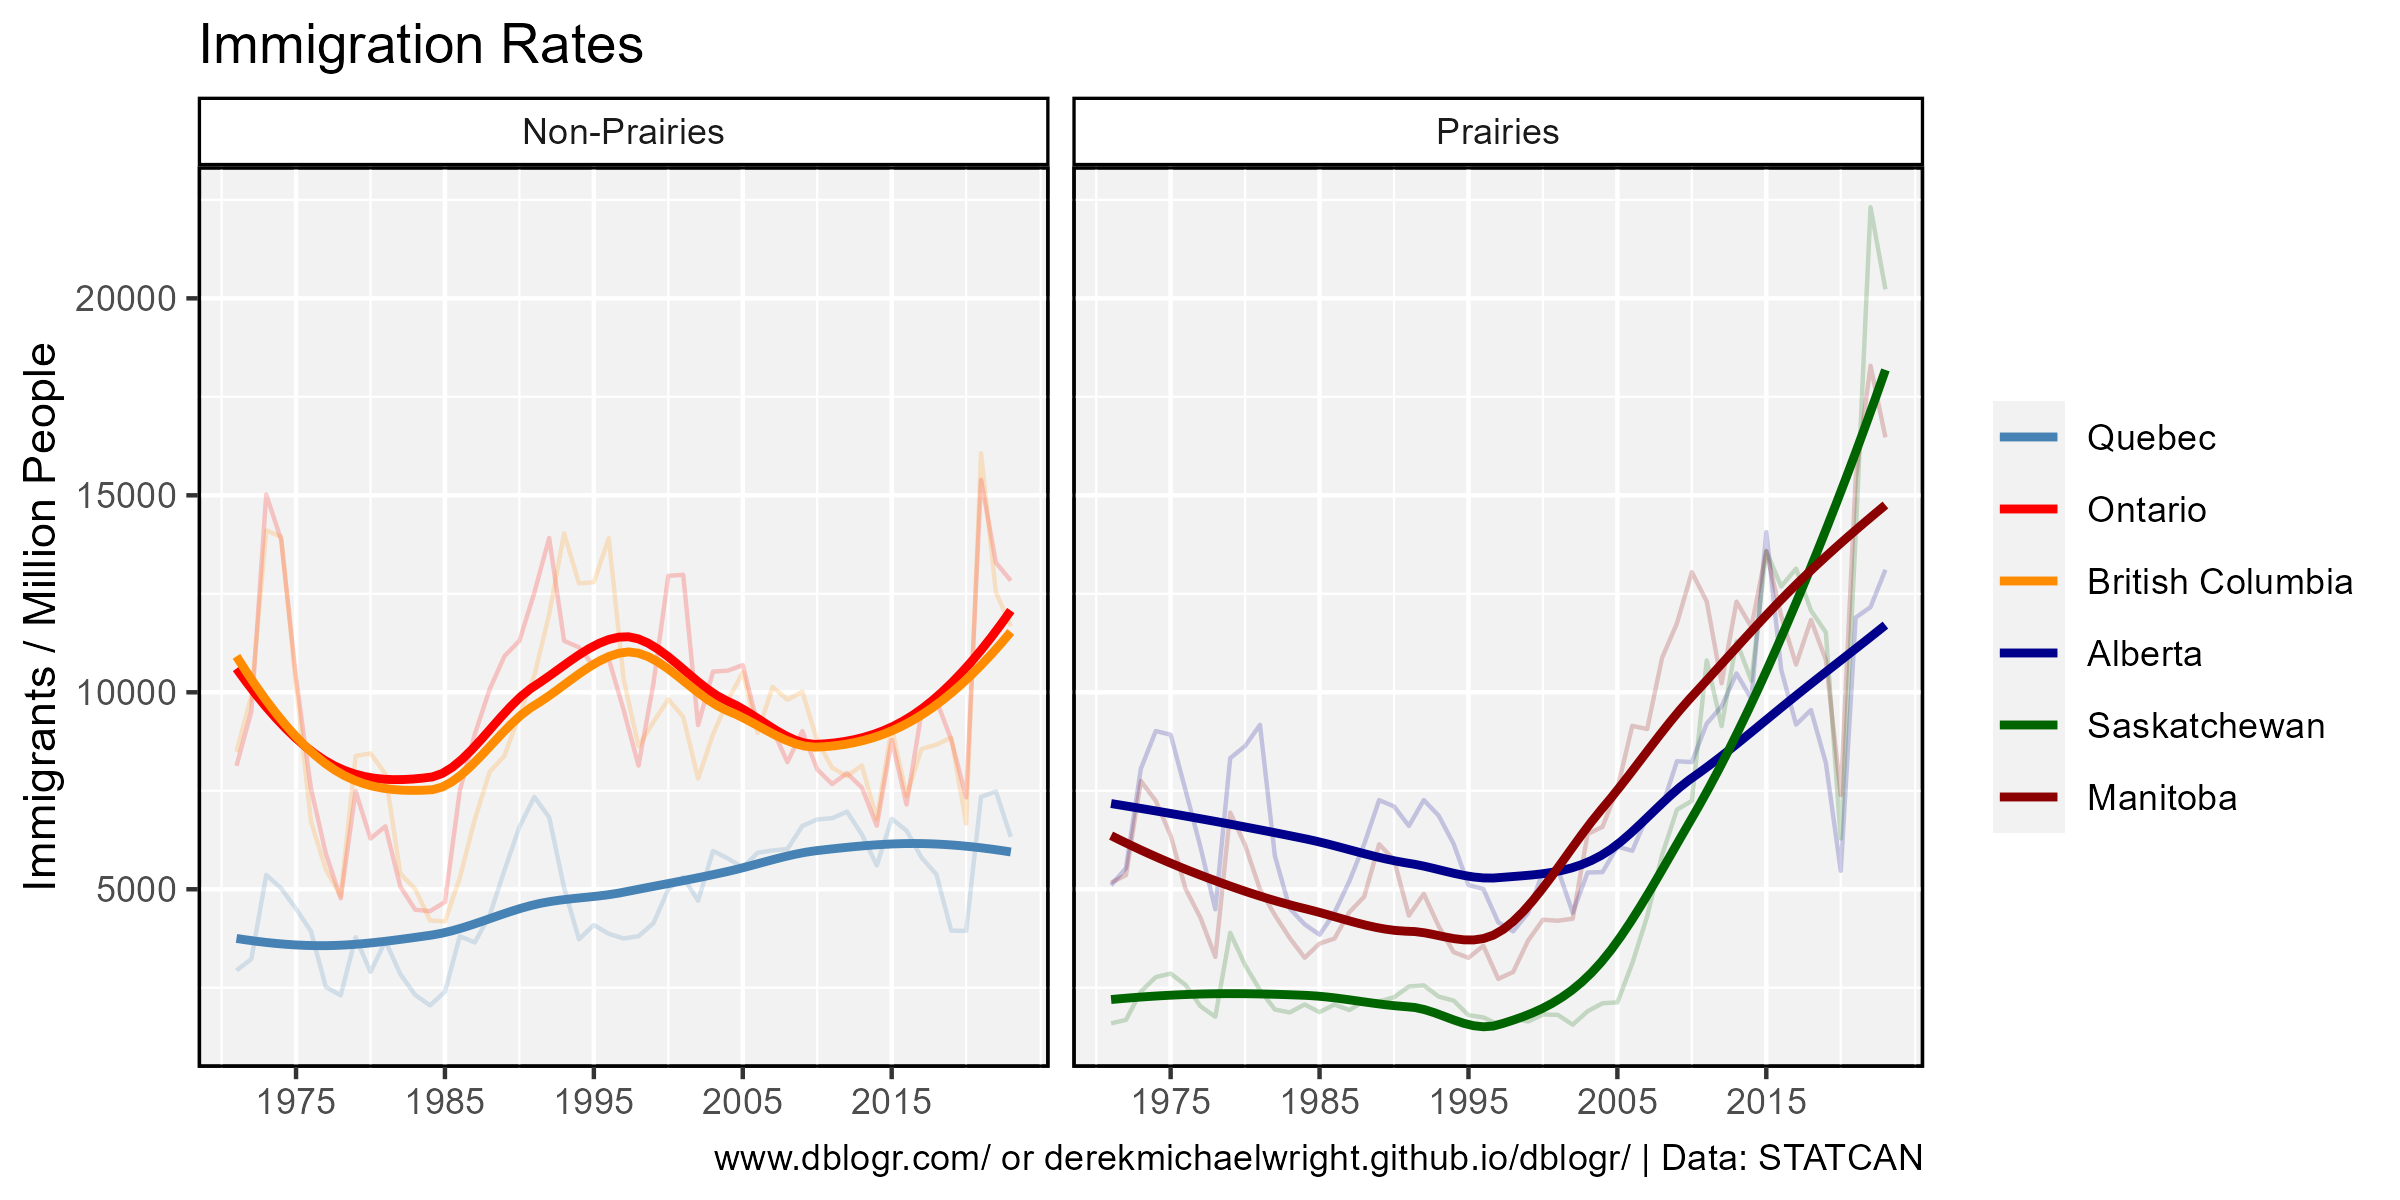 Immigration Rates
Non-Prairies
Prairies
Immigrants / Million People
20000
15000
10000
5000
1975 1985 1995 2005 2015
1975 1985 1995 2005 2015
Quebec
Ontario
British Columbia
Alberta
Saskatchewan
Manitoba
www.dblogr.com/ or derekmichaelwright.github.io/dblogr/ | Data: STATCAN